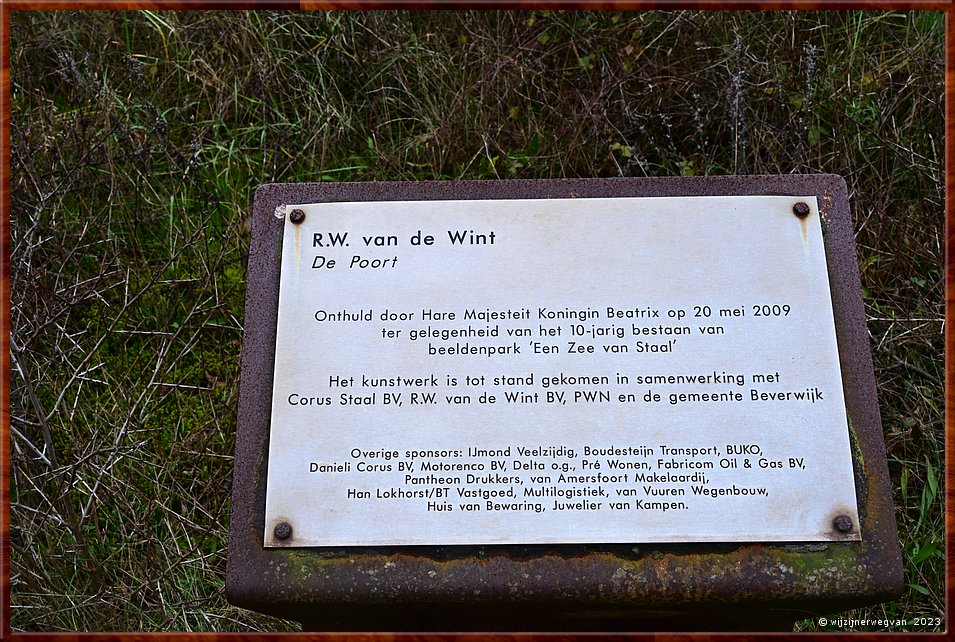 R.W. van de Wint
De Poort
Onthuld door Hare Majesteit Koningin Beatrix op 20 mei 2009
ter gelegenheid van het 10-jarig bestaan van
beeldenpark 'Een Zee van Staal'
Het kunstwerk is tot stand gekomen in samenwerking met
Corus Staal BV, R.W. van de Wint BV, PWN en de gemeente Beverwijk
Overige sponsors: IJmond Veelzijdig, Boudesteijn Transport, BUKO,
Danieli Corus BV, Motorenco BV, Delta o.g., Pré Wonen, Fabricom Oil & Gas BV,
Pantheon Drukkers, van Amersfoort Makelaardij,
Han Lokhorst/BT Vastgoed, Multilogistiek, van Vuuren Wegenbouw,
Huis van Bewaring, Juwelier van Kampen.
© wijzijnerwegvan 2023